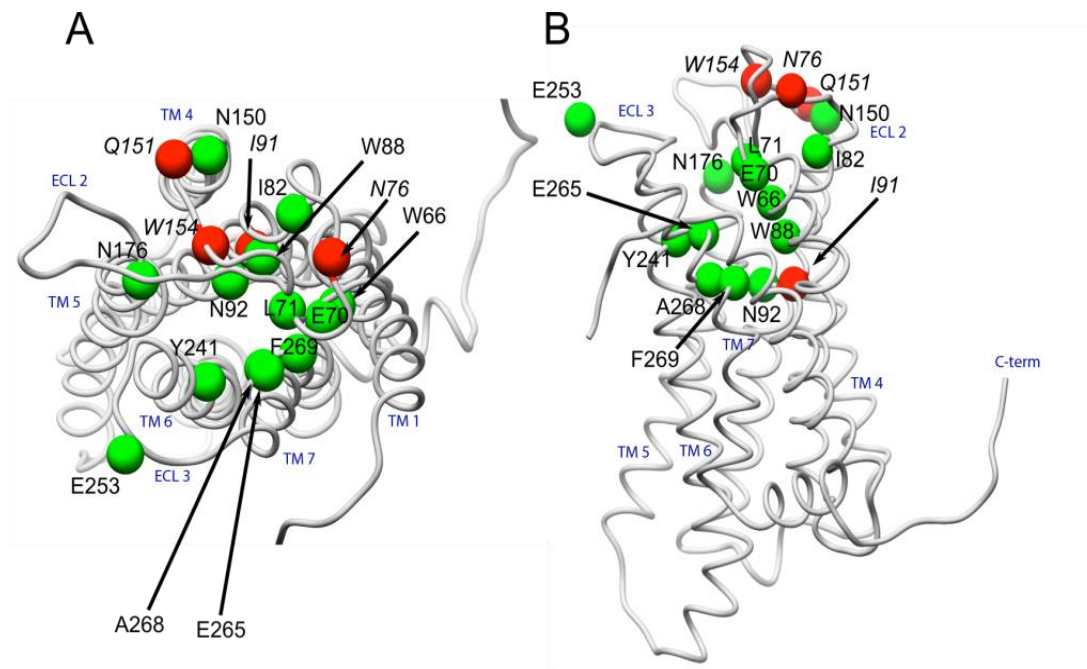 A
TM 4
N150
Q151
I91
W88
ECL 2
I82
N76
W154
W66
N176
N92
L71
E70
TM 5
Y241
F269
TM 6
TM 1
ECL 3
TM 7
E253
A268
E265
B
W154
N76
E253
Q151
ECL 3
N150
ECL 2
L71
N176
I82
E70
E265
W66
I91
W88
Y241
A268
N92
F269
TM 7
C-term
TM 4
TM 5
TM 6